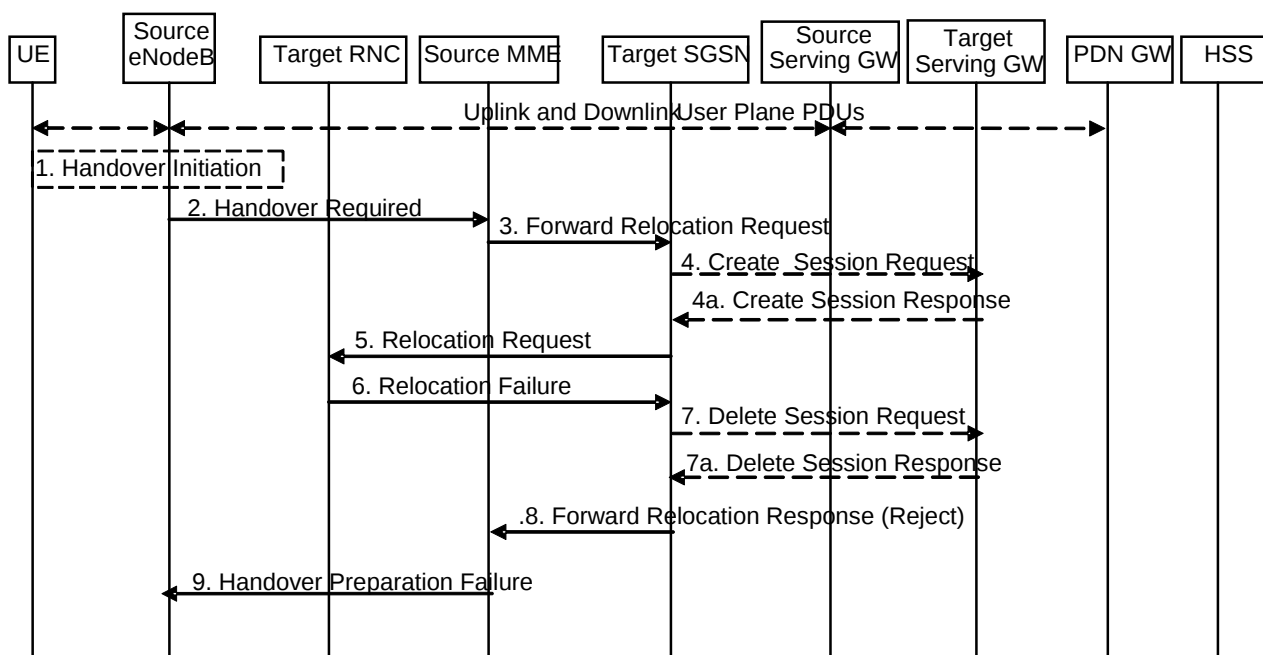 UE
Source
eNodeB
Target RNC
Source MME
Target SGSN
Source
Serving GW
Target
Serving GW
PDN GW
HSS
Uplink and Downlink User Plane PDUs
1. Handover Initiation
2. Handover Required
3. Forward Relocation Request
4. Create  Session Request
4a. Create Session Response
5. Relocation Request
6. Relocation Failure
7. Delete Session Request
7a. Delete Session Response
.8. Forward Relocation Response (Reject)
9. Handover Preparation Failure